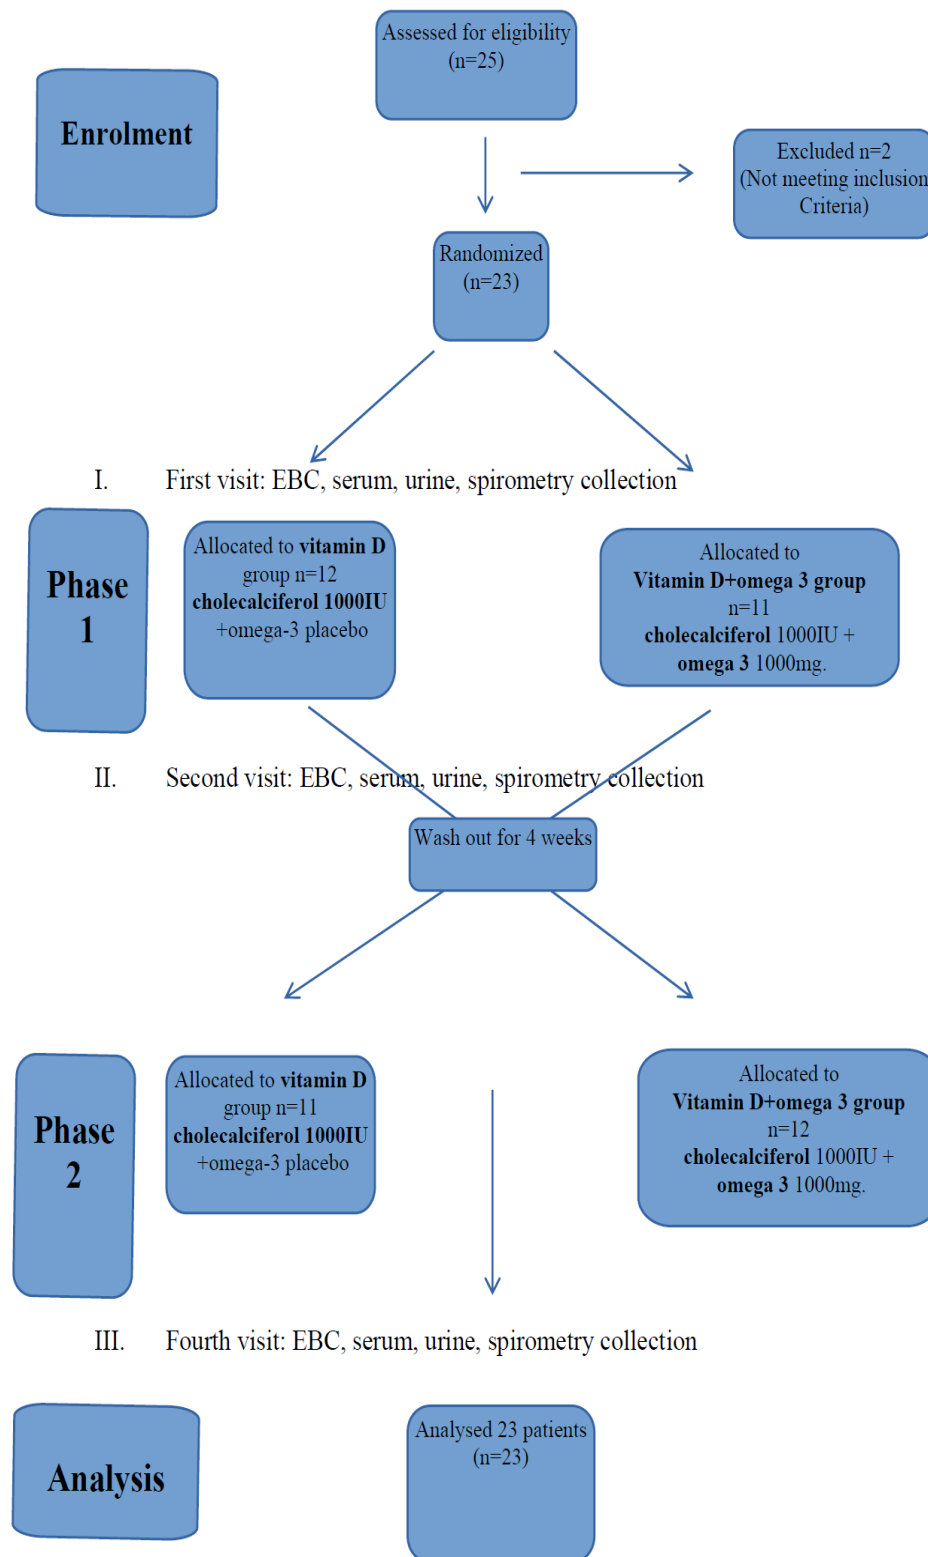 Assessed for eligibility
(n=25)
Enrolment
Excluded n=2
(Not meeting inclusion
Criteria)
Randomized
(n=23)
I. First visit: EBC, serum, urine, spirometry collection
Phase
1
Allocated to vitamin D
group n=12
cholecalciferol 1000IU
+omega-3 placebo
Allocated to
Vitamin D+omega 3 group
n=11
cholecalciferol 1000IU +
omega 3 1000mg.
II. Second visit: EBC, serum, urine, spirometry collection
Wash out for 4 weeks
Phase
2
Allocated to vitamin D
group n=11
cholecalciferol 1000IU
+omega-3 placebo
Allocated to
Vitamin D+omega 3 group
n=12
cholecalciferol 1000IU +
omega 3 1000mg.
III. Fourth visit: EBC, serum, urine, spirometry collection
Analysis
Analysed 23 patients
(n=23)